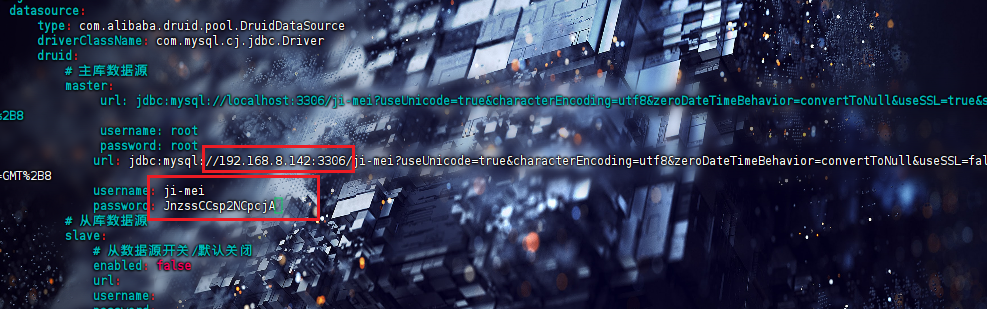 datasource:
type: com.alibaba.druid.pool.DruidDataSource
driverClassName: com.mysql.cj.jdbc.Driver
druid:
# 主库数据源
master:
url: jdbc:mysql://localhost:3306/ji-mei?useUnicode=true&characterEncoding=utf8&zeroDateTimeBehavior=convertToNull&useSSL=true&s
%2B8
username: root
password: root
url: jdbc:mysql://192.168.8.142:3306/ji-mei?useUnicode=true&characterEncoding=utf8&zeroDateTimeBehavior=convertToNull&useSSL=fal
=GMT%2B8
username: ji-mei
password: JnzssCCsp2NCpcjA
# 从库数据源
slave:
# 从数据源开关/默认关闭
enabled: false
url:
username: